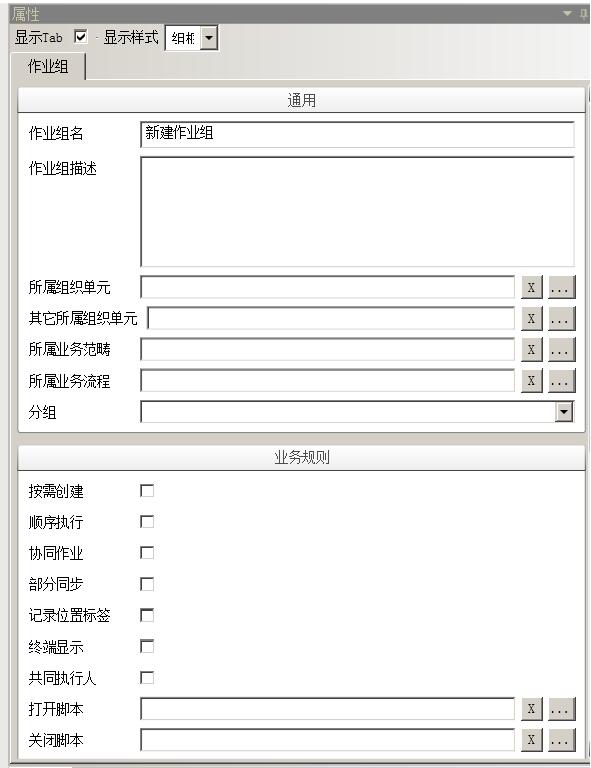 属性
显示Tab 显示样式
作业组
通用
作业组名 新建作业组
作业组描述
所属组织单元 X ...
其它所属组织单元 X ...
所属业务范畴 X ...
所属业务流程 X ...
分组
业务规则
按需创建
顺序执行
协同作业
部分同步
记录位置标签
终端显示
共同执行人
打开脚本 X ...
关闭脚本 X ...